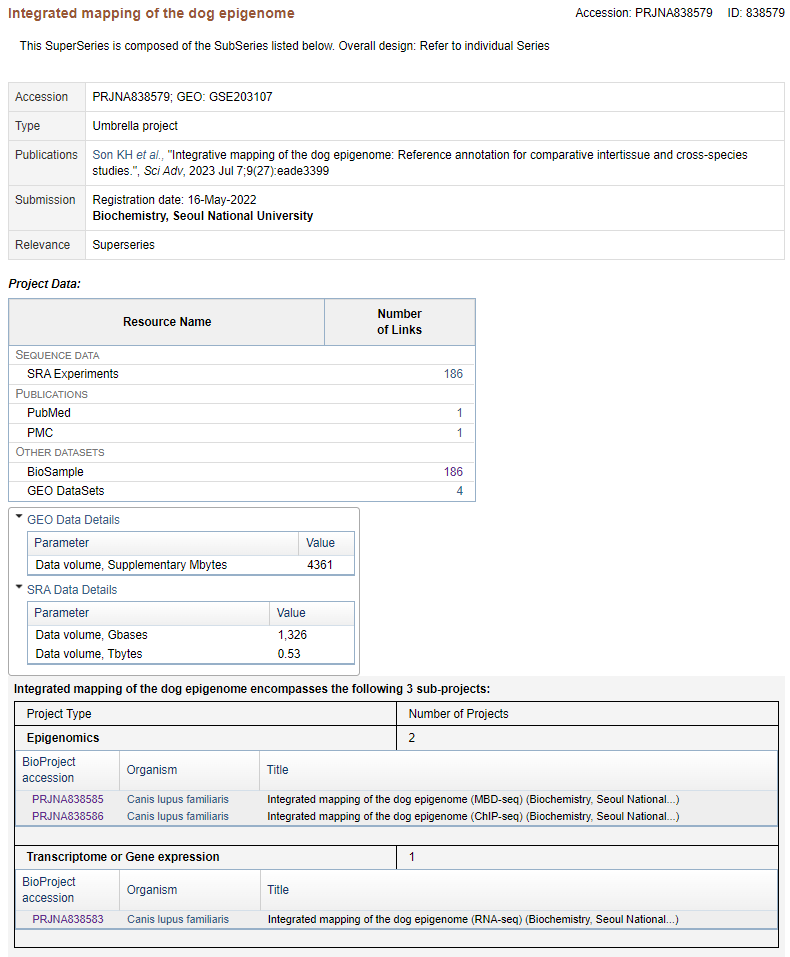 Integrated mapping of the dog epigenome Accession: PRJNA838579 ID: 838579
This SuperSeries is composed of the SubSeries listed below. Overall design: Refer to individual Series
Accession PRJNA838579; GEO: GSE203107
Type Umbrella project
Publications Son KH et al., "Integrative mapping of the dog epigenome: Reference annotation for comparative intertissue and cross-species
studies.", Sci Adv, 2023 Jul 7;9(27):eade3399
Submission Registration date: 16-May-2022
Biochemistry, Seoul National University
Relevance Superseries
Project Data:
Resource Name Number
of Links
SEQUENCE DATA
SRA Experiments 186
PUBLICATIONS
PubMed 1
PMC 1
OTHER DATASETS
BioSample 186
GEO DataSets 4
GEO Data Details
Parameter Value
Data volume, Supplementary Mbytes 4361
SRA Data Details
Parameter Value
Data volume, Gbases 1,326
Data volume, Tbytes 0.53
Integrated mapping of the dog epigenome encompasses the following 3 sub-projects:
Project Type Number of Projects
Epigenomics 2
BioProject
accession Organism Title
PRJNA838585 Canis lupus familiaris Integrated mapping of the dog epigenome (MBD-seq) (Biochemistry, Seoul National...)
PRJNA838586 Canis lupus familiaris Integrated mapping of the dog epigenome (ChIP-seq) (Biochemistry, Seoul National...)
Transcriptome or Gene expression 1
BioProject
accession Organism Title
PRJNA838583 Canis lupus familiaris Integrated mapping of the dog epigenome (RNA-seq) (Biochemistry, Seoul National...)